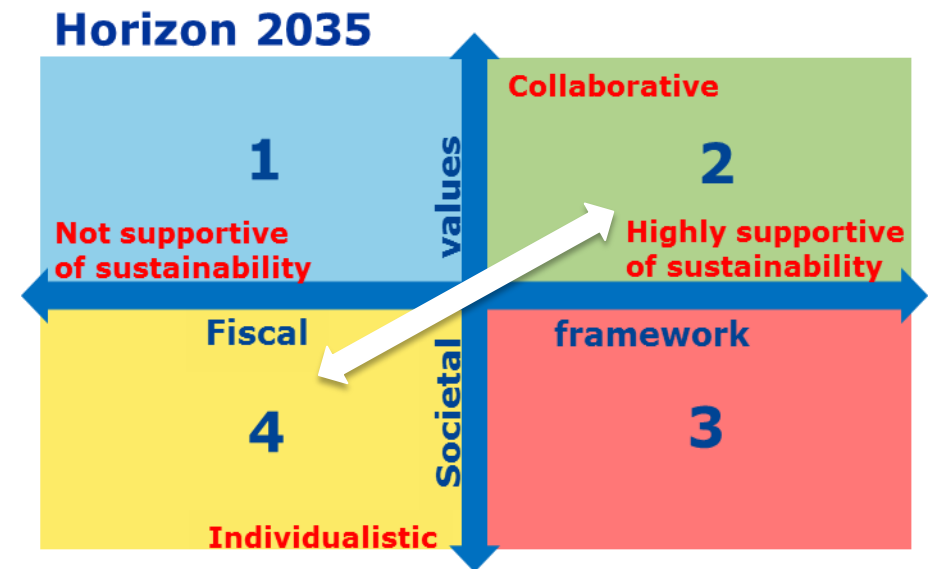 Horizon 2035
Collaborative
1
2
values
Not supportive
of sustainability
Highly supportive
of sustainability
Fiscal
framework
Societal
4
3
Individualistic